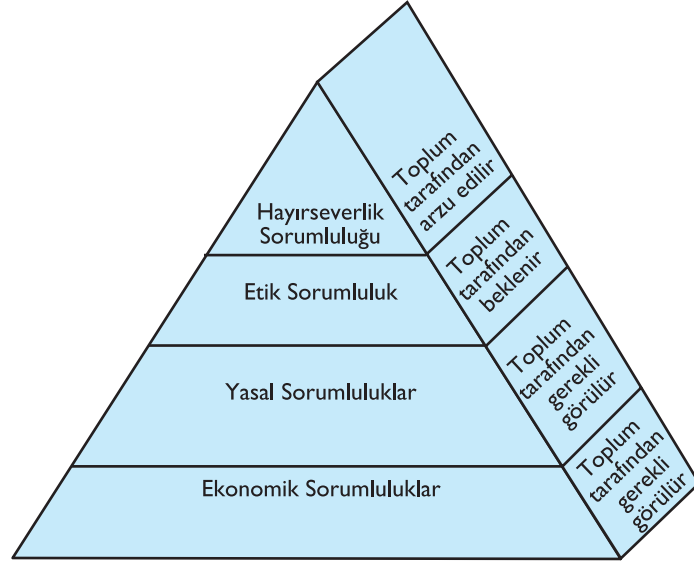 Hayırseverlik
Sorumluluğu
Toplum
tarafından
arzu edilir
Etik Sorumluluk
Toplum
tarafından
beklenir
Yasal Sorumluluklar
Toplum
tarafından
gerekli
görülür
Ekonomik Sorumluluklar
Toplum
tarafından
gerekli
görülür